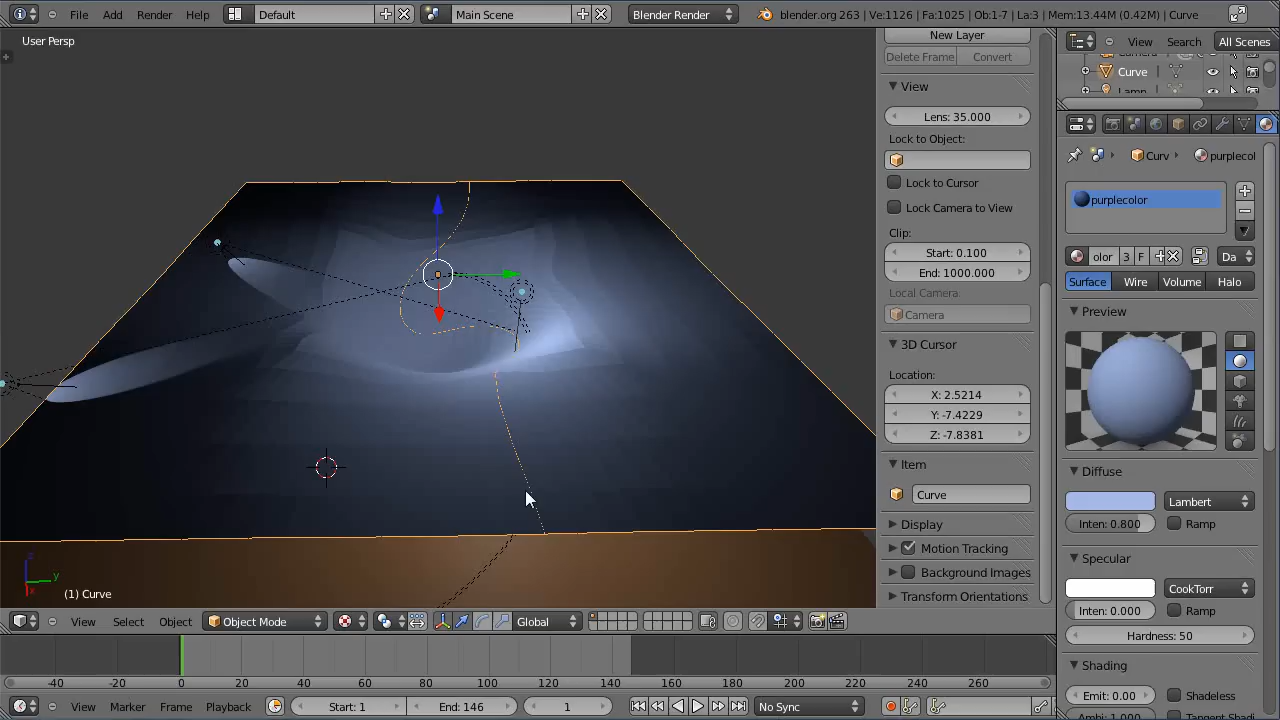 File Add Render Help Default Main Scene Blender Render blender.org 263 | Ve:1126 | Fa:1025 | Ob:1-7 | La:3 | Mem:13.44M (0.42M) | Curve
User Persp
New Layer
Delete Frame Convert
View
Lens: 35.000
Lock to Object:
Lock to Cursor
Lock Camera to View
Clip:
Start: 0.100
End: 1000.000
Local Camera:
Camera
3D Cursor
Location:
X: 2.5214
Y: -7.4229
Z: -7.8381
Item
Curve
Display
Motion Tracking
Background Images
Transform Orientations
View Search All Scenes
Curve
Lamp
Curv purplecol
purplecolor
olor 3 F Da
Surface Wire Volume Halo
Preview
Diffuse
Lambert
Inten: 0.800 Ramp
Specular
CookTorr
Inten: 0.000 Ramp
Hardness: 50
Shading
Emit: 0.00 Shadeless
z
y
x
(1) Curve
View Select Object Object Mode Global
-40 -20 0 20 40 60 80 100 120 140 160 180 200 220 240 260
View Marker Frame Playback Start: 1 End: 146 1 No Sync